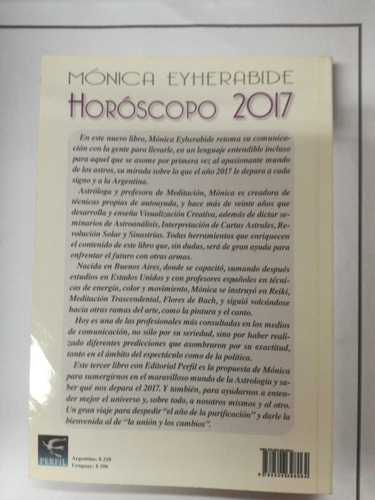 MÓNICA EYHERABIDE
HORÓSCOPO 2017
En este nuevo libro, Mónica Eyherabide retoma su comunica-
ción con la gente para llevarle, en un lenguaje entendible incluso
para aquel que se asome por primera vez al apasionante mundo
de los astros, su mirada sobre lo que el año 2017 le depara a cada
signo y a la Argentina.
Astróloga y profesora de Meditación, Mónica es creadora de
técnicas propias de autoayuda, y hace más de veinte años que
desarrolla y enseña Visualización Creativa, además de dictar se-
minarios de Astroanálisis, Interpretación de Cartas Astrales, Re-
volución Solar y Sinastrías. Todas herramientas que enriquecen
el contenido de este libro que, sin dudas, será de gran ayuda para
enfrentar el futuro con otras armas.
Nacida en Buenos Aires, donde se capacitó, sumando después
estudios en Estados Unidos y con profesores españoles en técni-
cas de energía, color y movimiento, Mónica se instruyó en Reiki,
Meditación Trascendental, Flores de Bach, y siguió volcándose
hacia otras ramas del arte, como la pintura y el canto.
Hoy es una de las profesionales más consultadas en los medios
de comunicación, no sólo por su seriedad, sino por haber reali-
zado diferentes predicciones que asombraron por su exactitud,
tanto en el ámbito del espectáculo como de la política.
Este tercer libro con Editorial Perfil es la propuesta de Mónica
para sumergirnos en el maravilloso mundo de la Astrología y sa-
ber qué nos depara el 2017. Y también, para ayudarnos a enten-
der mejor el universo y, sobre todo, a nosotros mismos y al otro.
Un gran viaje para despedir "el año de la purificación" y darle la
bienvenida al de "la unión y los cambios".
PERFIL
Argentina: $ 210
Uruguay: $ 350